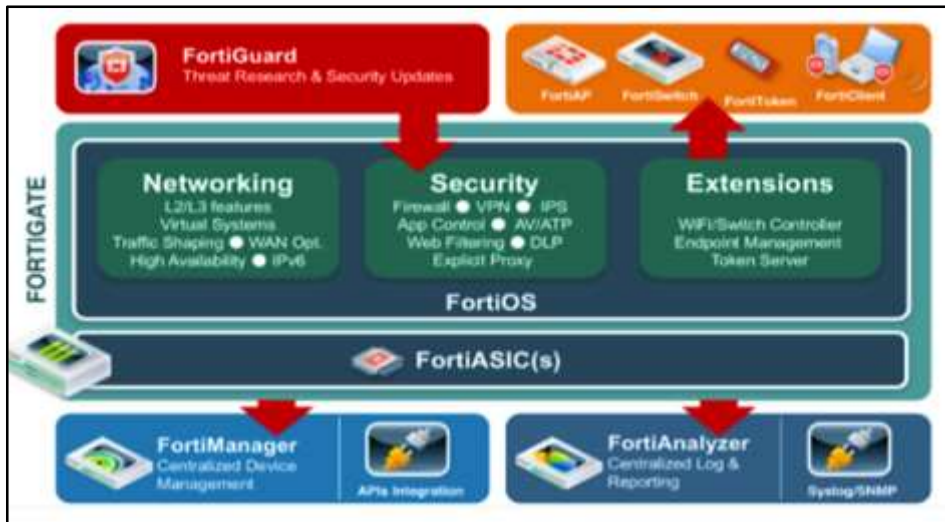 FortiGuard
Threat Research & Security Updates
FortiAP
FortiSwitch
FortiToken
FortiClient
FORTIGATE
Networking
L2/L3 features
Virtual Systems
Traffic Shaping ● WAN Opt.
High Availability ● IPv6
Security
Firewall ● VPN ● IPS
App Control ● AV/ATP
Web Filtering ● DLP
Explicit Proxy
Extensions
WiFi/Switch Controller
Endpoint Management
Token Server
FortiOS
FortiASIC(s)
FortiManager
Centralized Device
Management
APIs Integration
FortiAnalyzer
Centralized Log &
Reporting
Syslog/SNMP